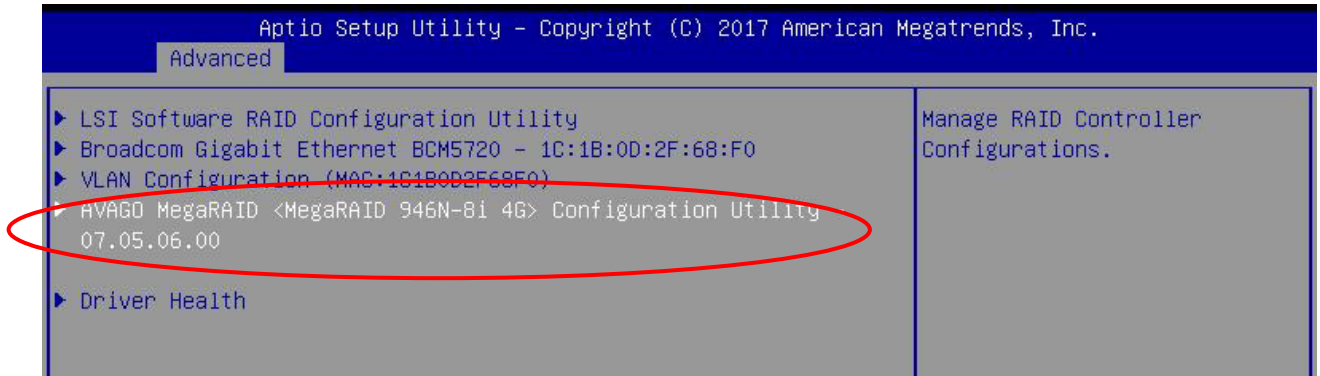 Aptio Setup Utility – Copyright (C) 2017 American Megatrends, Inc.
Advanced
LSI Software RAID Configuration Utility
Broadcom Gigabit Ethernet BCM5720 – 1C:1B:0D:2F:68:F0
VLAN Configuration (MAC:1C1B0D2F68F0)
AVAGO MegaRAID <MegaRAID 946N-8i 4G> Configuration Utility -
07.05.06.00
Driver Health
Manage RAID Controller
Configurations.